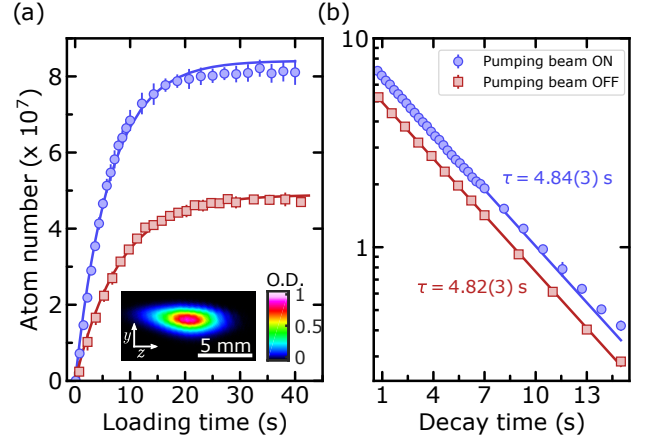 (a)
Atom number (x 10⁷)
8
6
4
2
0
0
10
20
30
40
Loading time (s)
O.D.
1
0.5
0
y
z
5 mm
(b)
10
1
Pumping beam ON
Pumping beam OFF
τ = 4.84(3) s
τ = 4.82(3) s
1
4
7
10
13
Decay time (s)